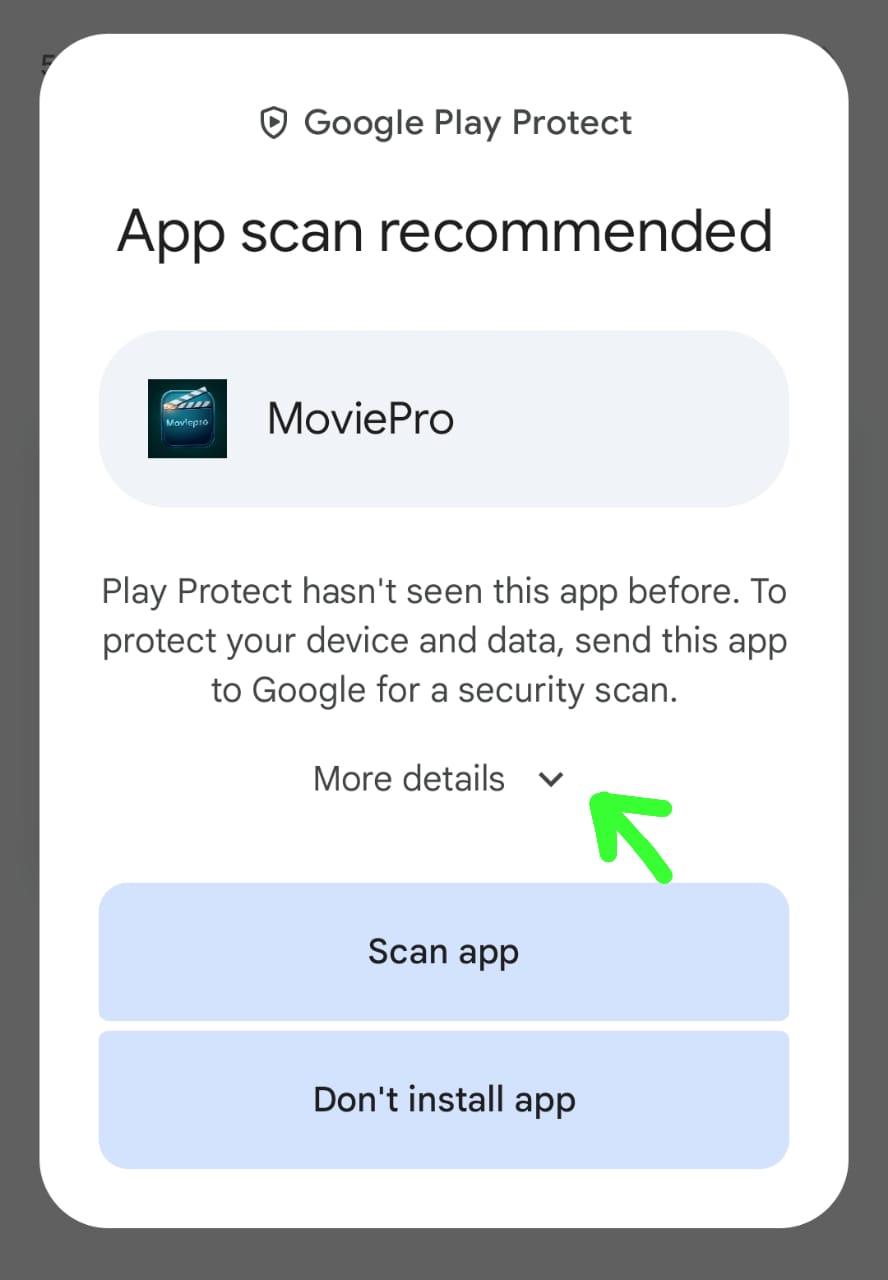 Google Play Protect
App scan recommended
Moviepro
MoviePro
Play Protect hasn't seen this app before. To
protect your device and data, send this app
to Google for a security scan.
More details
Scan app
Don't install app